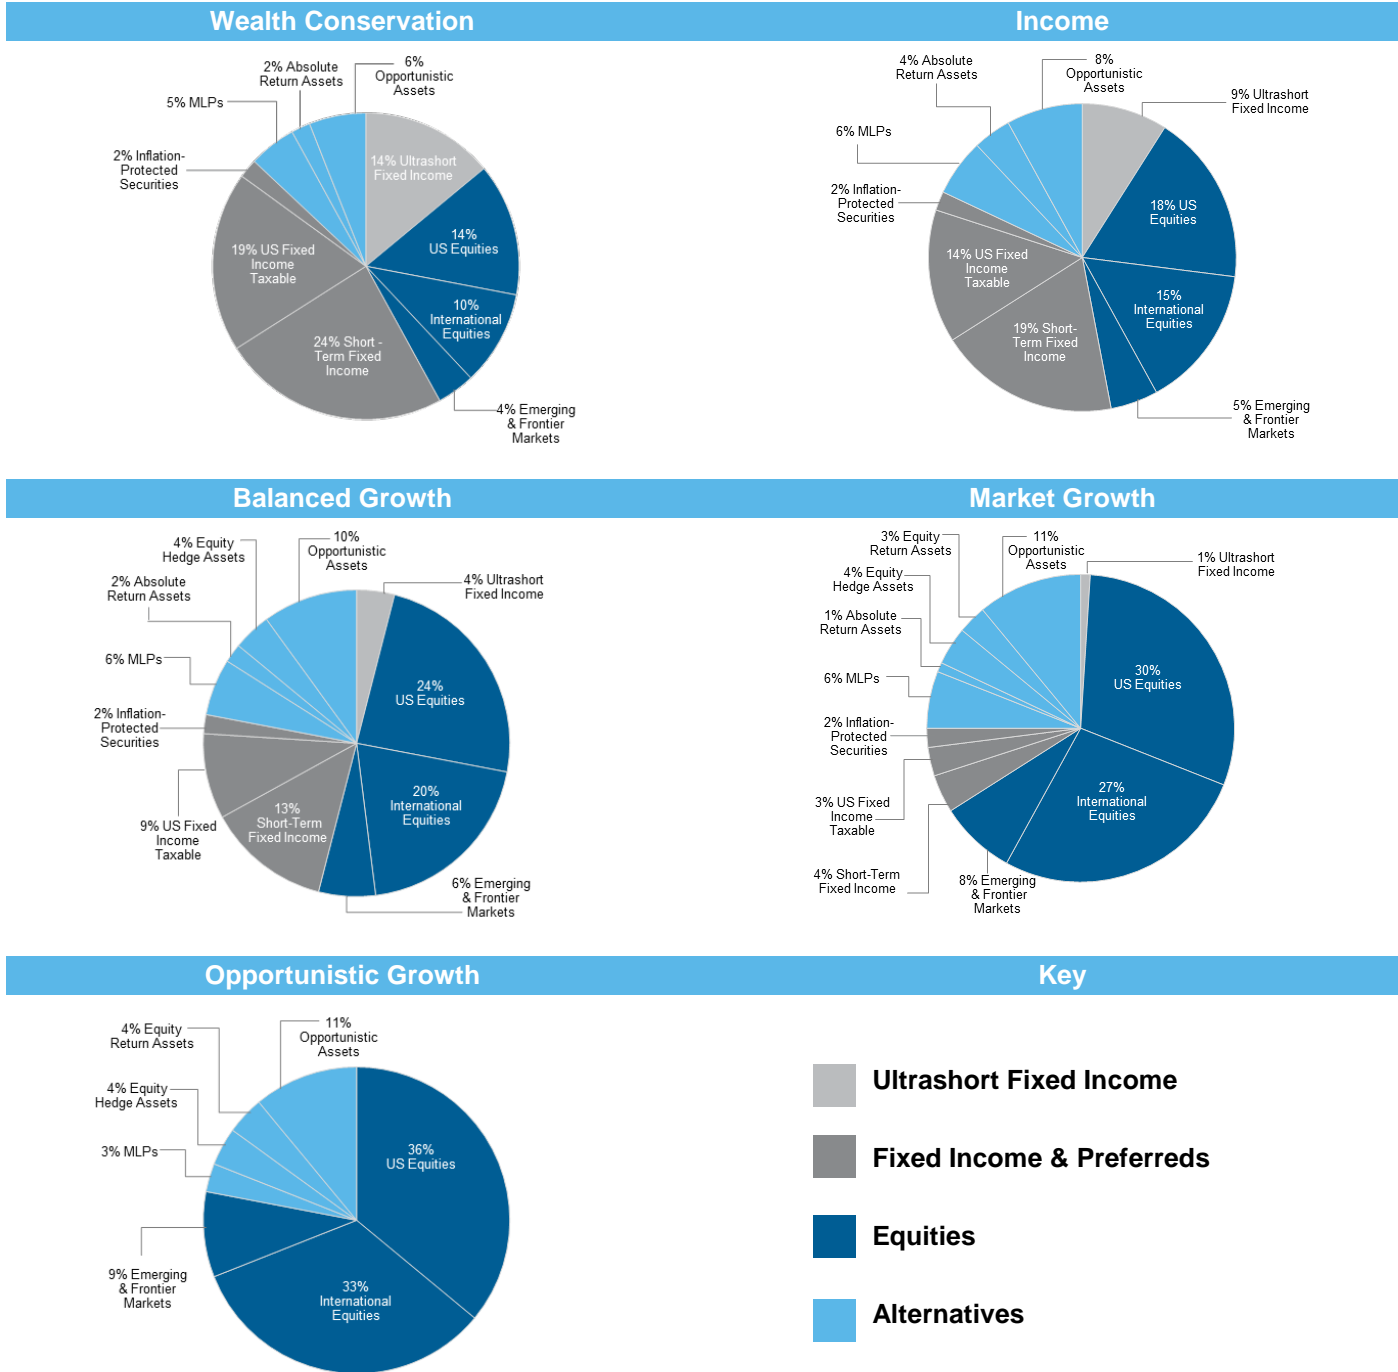 Wealth Conservation
2% Absolute
Return Assets
6%
Opportunistic
Assets
5% MLPs
2% Inflation-
Protected
Securities
14% Ultrashort
Fixed Income
14%
US Equities
19% US Fixed
Income
Taxable
10%
International
Equities
24% Short -
Term Fixed
Income
4% Emerging
& Frontier
Markets
Income
4% Absolute
Return Assets
8%
Opportunistic
Assets
9% Ultrashort
Fixed Income
6% MLPs
2% Inflation-
Protected
Securities
18% US
Equities
14% US Fixed
Income
Taxable
15%
International
Equities
19% Short-
Term Fixed
Income
5% Emerging
& Frontier
Markets
Balanced Growth
4% Equity
Hedge Assets
10%
Opportunistic
Assets
2% Absolute
Return Assets
4% Ultrashort
Fixed Income
6% MLPs
24%
US Equities
2% Inflation-
Protected
Securities
20%
International
Equities
13%
Short-Term
Fixed Income
9% US Fixed
Income
Taxable
6% Emerging
& Frontier
Markets
Market Growth
3% Equity
Return Assets
11%
Opportunistic
Assets
1% Ultrashort
Fixed Income
4% Equity
Hedge Assets
1% Absolute
Return Assets
6% MLPs
30%
US Equities
2% Inflation-
Protected
Securities
27%
International
Equities
3% US Fixed
Income
Taxable
4% Short-Term
Fixed Income
8% Emerging
& Frontier
Markets
Opportunistic Growth
4% Equity
Return Assets
11%
Opportunistic
Assets
4% Equity
Hedge Assets
3% MLPs
36%
US Equities
9% Emerging
& Frontier
Markets
33%
International
Equities
Key
Ultrashort Fixed Income
Fixed Income & Preferreds
Equities
Alternatives